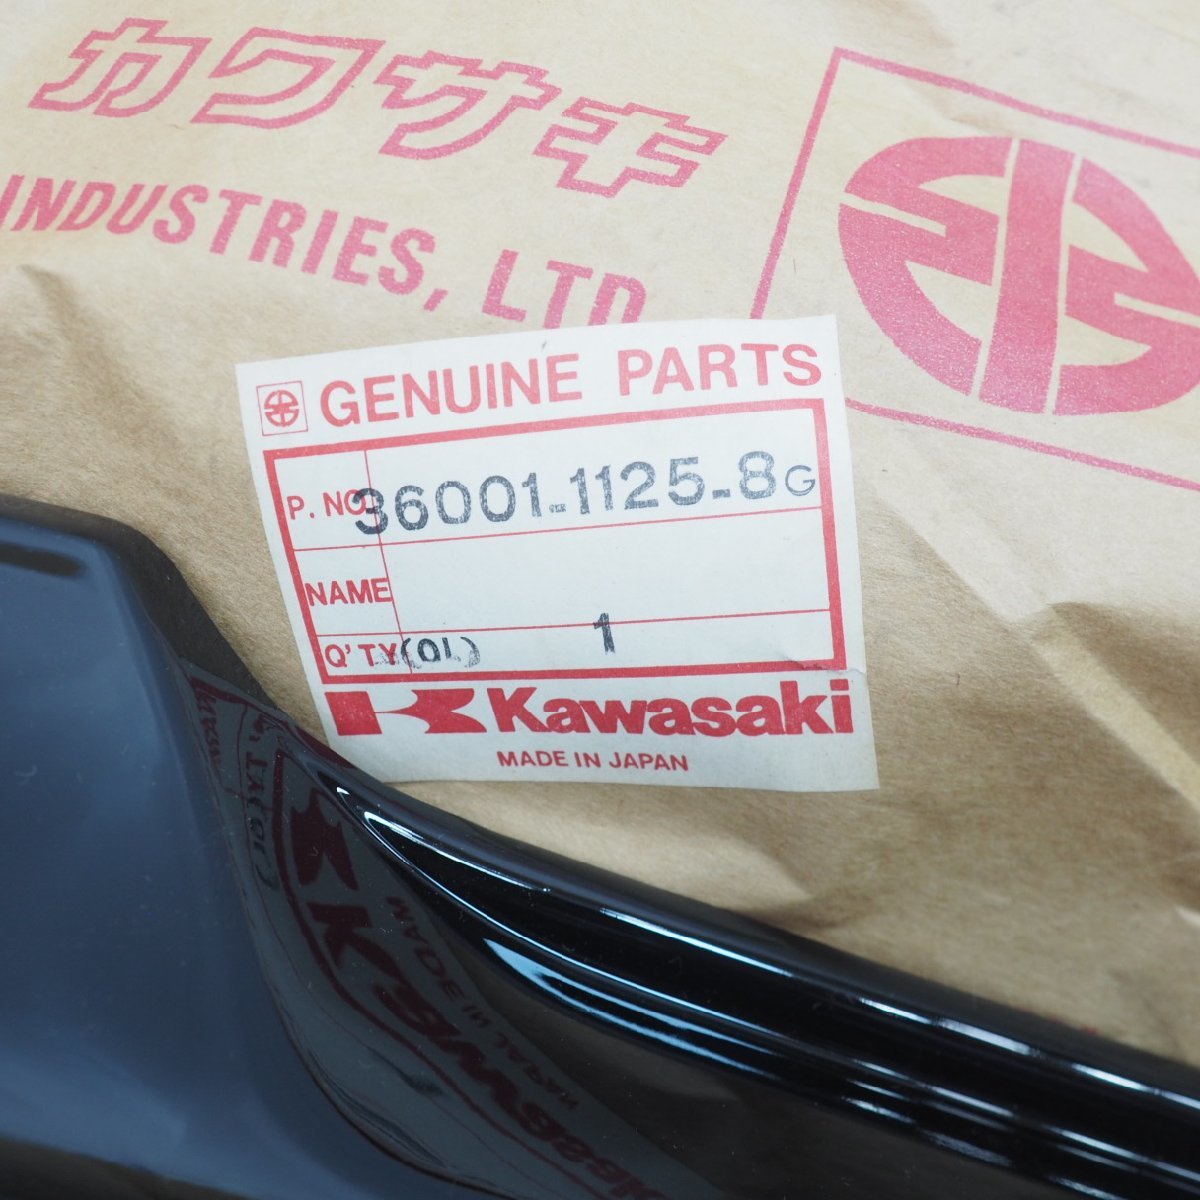 カワサキ
INDUSTRIES, LTD
GENUINE PARTS
P. NO. 36001-1125-8G
NAME
Q'TY (OL) 1
Kawasaki
MADE IN JAPAN